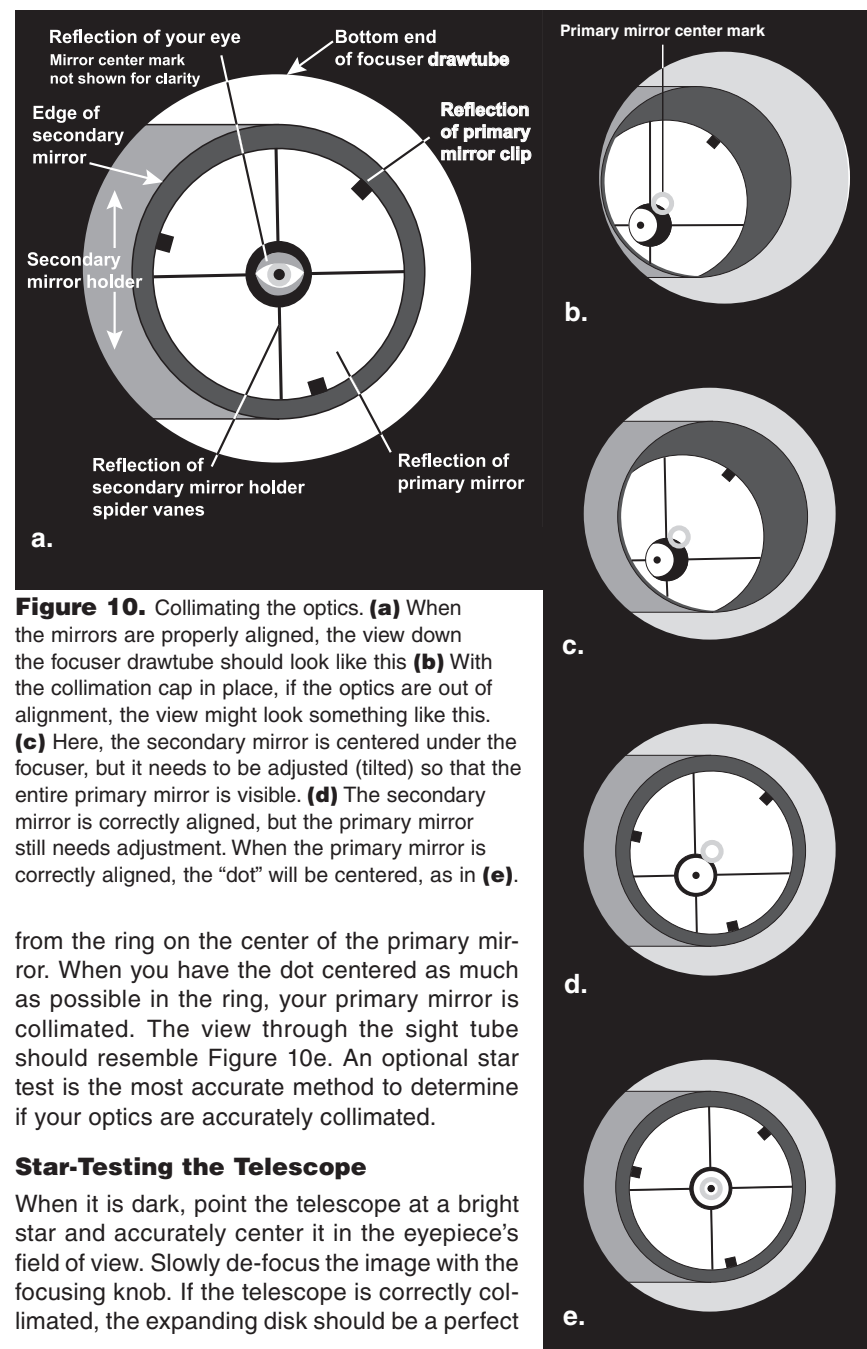 Reflection of your eye
Mirror center mark
not shown for clarity
Bottom end
of focuser drawtube
Edge of
secondary
mirror
Reflection
of primary
mirror clip
Secondary
mirror holder
Reflection of
secondary mirror holder
spider vanes
Reflection of
primary mirror
a.
Primary mirror center mark
b.
c.
d.
e.
Figure 10. Collimating the optics. (a) When
the mirrors are properly aligned, the view down
the focuser drawtube should look like this (b) With
the collimation cap in place, if the optics are out of
alignment, the view might look something like this.
(c) Here, the secondary mirror is centered under the
focuser, but it needs to be adjusted (tilted) so that the
entire primary mirror is visible. (d) The secondary
mirror is correctly aligned, but the primary mirror
still needs adjustment. When the primary mirror is
correctly aligned, the “dot” will be centered, as in (e).
from the ring on the center of the primary mir-
ror. When you have the dot centered as much
as possible in the ring, your primary mirror is
collimated. The view through the sight tube
should resemble Figure 10e. An optional star
test is the most accurate method to determine
if your optics are accurately collimated.
Star-Testing the Telescope
When it is dark, point the telescope at a bright
star and accurately center it in the eyepiece’s
field of view. Slowly de-focus the image with the
focusing knob. If the telescope is correctly col-
limated, the expanding disk should be a perfect